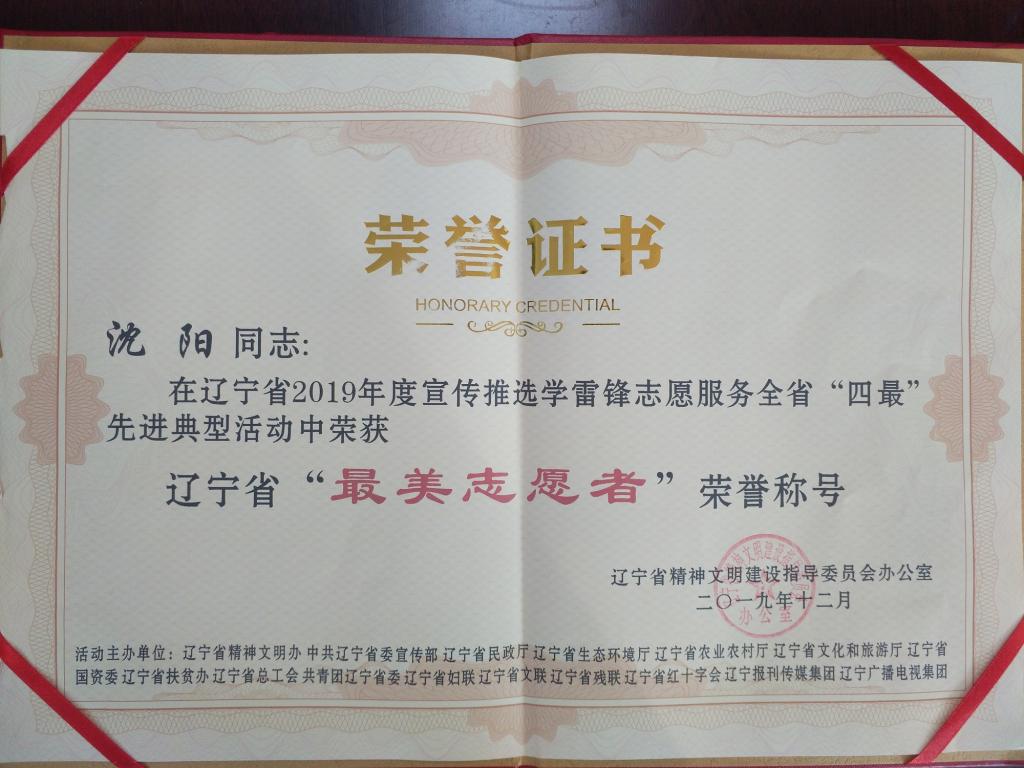 荣誉证书
HONORARY CREDENTIAL
沈 阳 同志:
在辽宁省2019年度宣传推选学雷锋志愿服务全省“四最”
先进典型活动中荣获
辽宁省“最美志愿者”荣誉称号
辽宁省精神文明建设指导委员会办公室
二〇一九年十二月
办公室
活动主办单位：辽宁省精神文明办 中共辽宁省委宣传部 辽宁省民政厅 辽宁省生态环境厅 辽宁省农业农村厅 辽宁省文化和旅游厅 辽宁省
国资委 辽宁省扶贫办 辽宁省总工会 共青团辽宁省委 辽宁省妇联 辽宁省文联 辽宁省残联 辽宁省红十字会 辽宁报刊传媒集团 辽宁广播电视集团